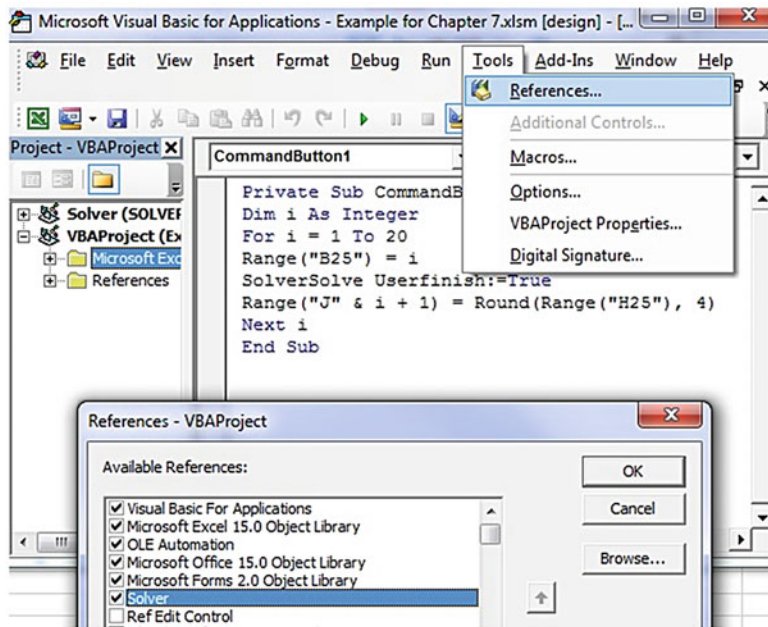 Microsoft Visual Basic for Applications - Example for Chapter 7.xlsm [design] - [...
File Edit View Insert Format Debug Run Tools Add-Ins Window Help
References...
Additional Controls...
Macros...
Options...
VBAProject Properties...
Digital Signature...
Project - VBAProject
Solver (SOLVER
VBAProject (Ex
Microsoft Exc
References
CommandButton1
Private Sub CommandB
Dim i As Integer
For i = 1 To 20
Range("B25") = i
SolverSolve Userfinish:=True
Range("J" & i + 1) = Round(Range("H25"), 4)
Next i
End Sub
References - VBAProject
Available References:
OK
Cancel
Browse...
Visual Basic For Applications
Microsoft Excel 15.0 Object Library
OLE Automation
Microsoft Office 15.0 Object Library
Microsoft Forms 2.0 Object Library
Solver
Ref Edit Control